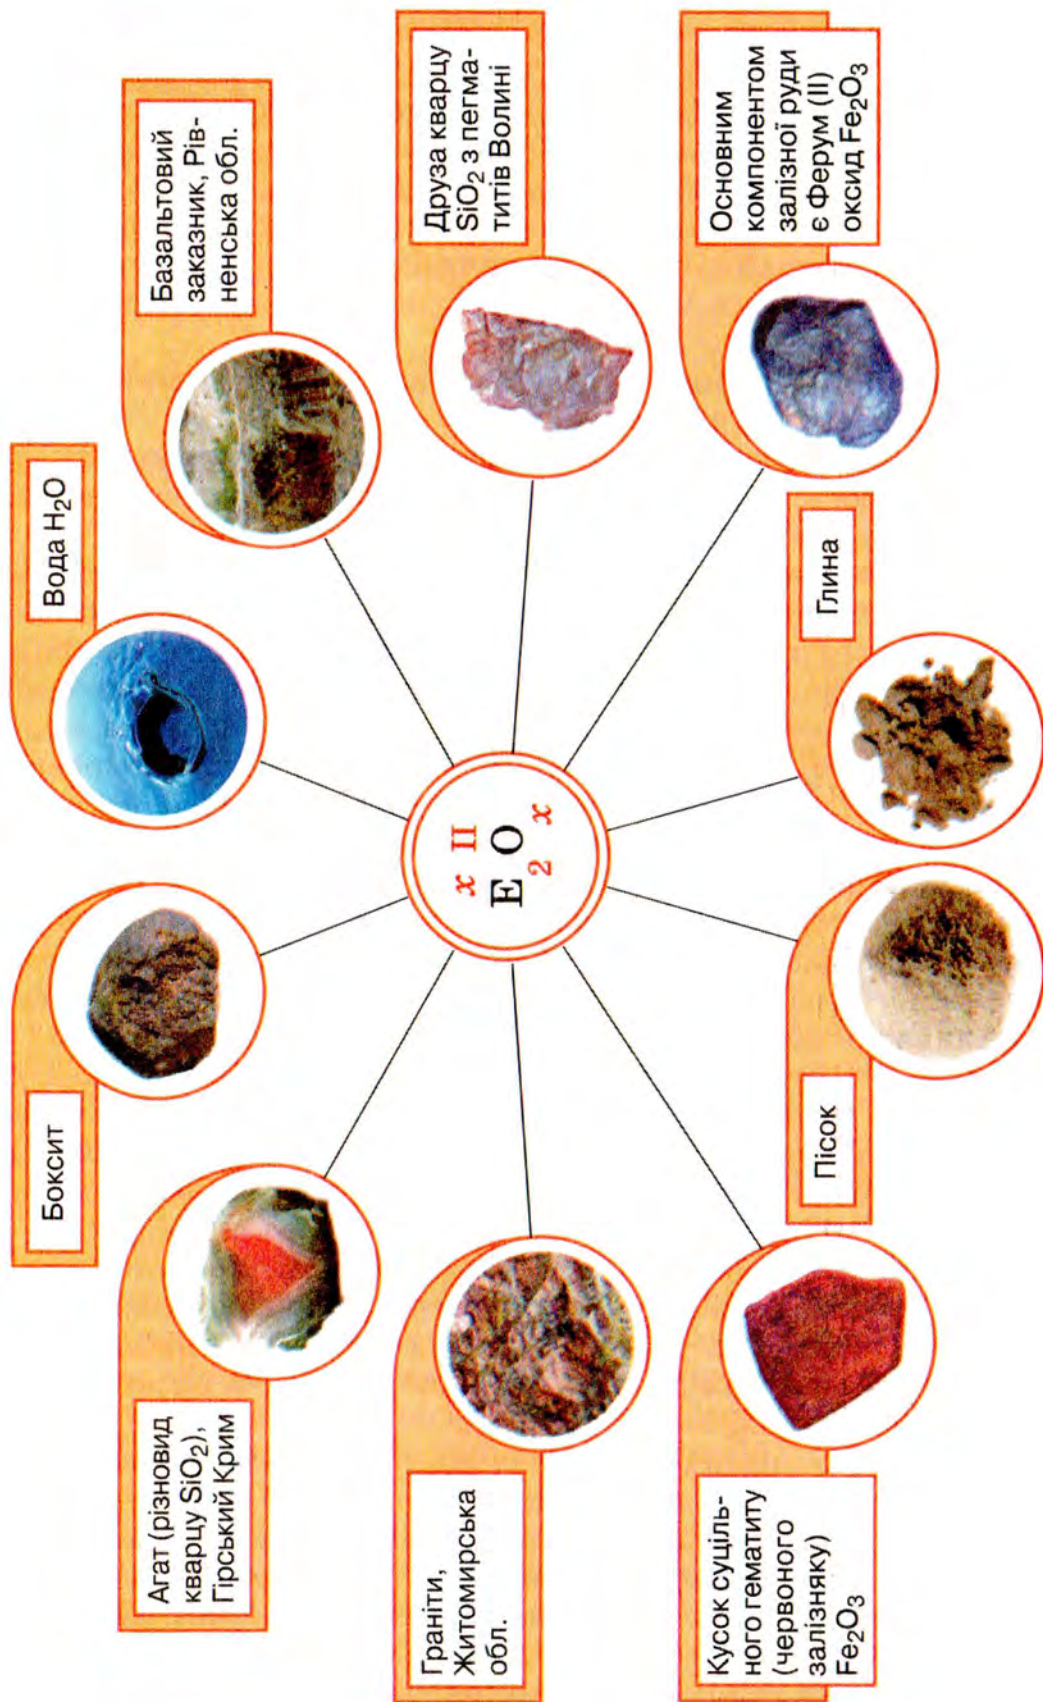 Боксит
Вода H₂O
Агат (різновид
кварцу SiO₂),
Гірський Крим
Базальтовий
заказник, Рів-
ненська обл.
x II
E₂Oₓ
Граніти,
Житомирська
обл.
Друза кварцу
SiO₂ з пегма-
титів Волині
Кусок суціль-
ного гематиту
(червоного
залізняку)
Fe₂O₃
Пісок
Глина
Основним
компонентом
залізної руди
є Ферум (II)
оксид Fe₂O₃